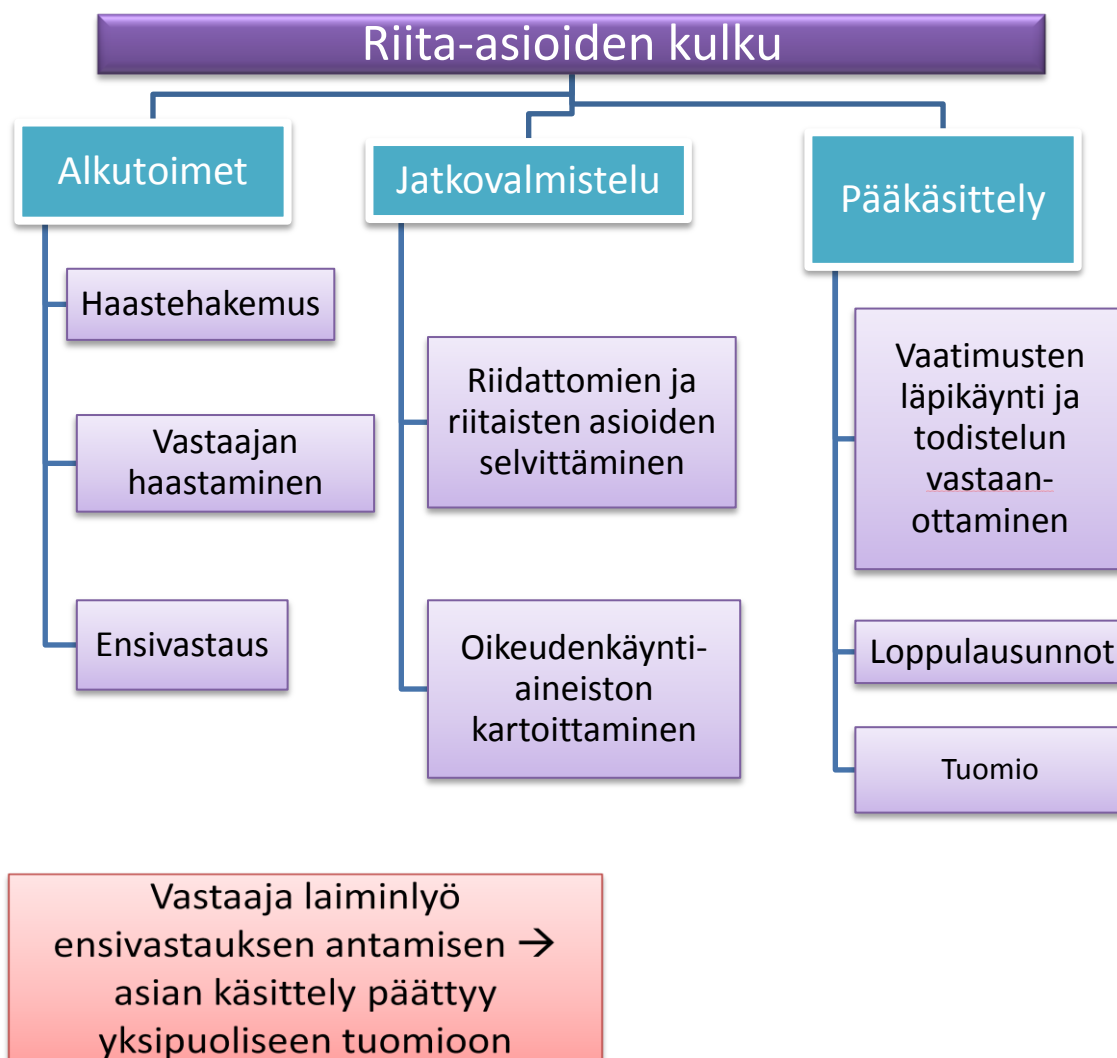 Riita-asioiden kulku
Alkutoimet
Haastehakemus
Vastaajan
haastaminen
Ensivastaus
Jatkovalmistelu
Riidattomien ja
riitaisten asioiden
selvittäminen
Oikeudenkäynti-
aineiston
kartoittaminen
Pääkäsittely
Vaatimusten
läpikäynti ja
todistelun
vastaan-
ottaminen
Loppulausunnot
Tuomio
Vastaaja laiminlyö
ensivastauksen antamisen →
asian käsittely päättyy
yksipuoliseen tuomioon